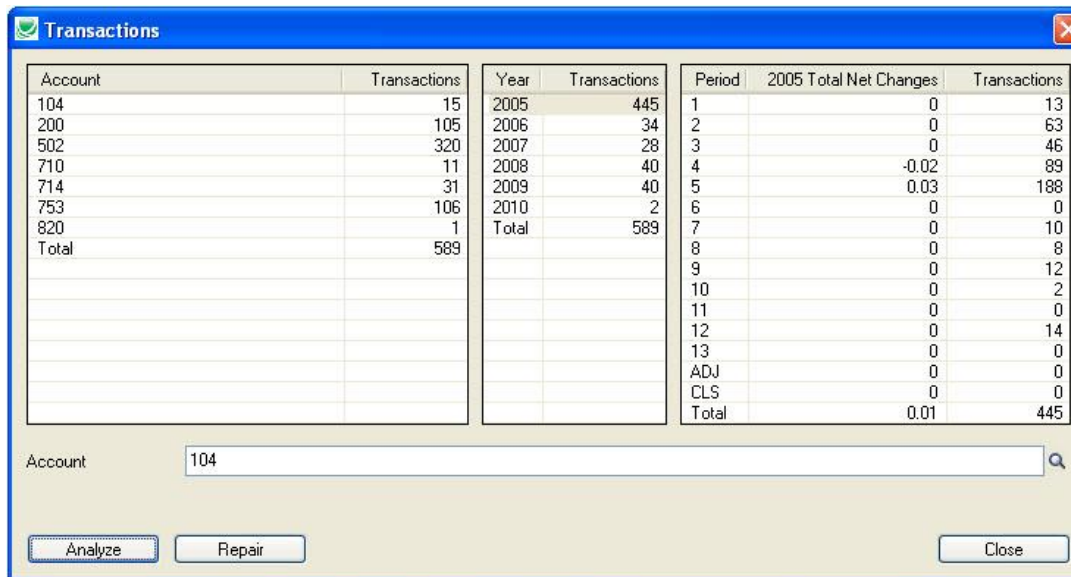 Transactions
Account Transactions
104 15
200 105
502 320
710 11
714 31
753 106
820 1
Total 589
Year Transactions
2005 445
2006 34
2007 28
2008 40
2009 40
2010 2
Total 589
Period 2005 Total Net Changes Transactions
1 0 13
2 0 63
3 0 46
4 -0.02 89
5 0.03 188
6 0 0
7 0 10
8 0 8
9 0 12
10 0 2
11 0 0
12 0 14
13 0 0
ADJ 0 0
CLS 0 0
Total 0.01 445
Account 104
Analyze Repair Close